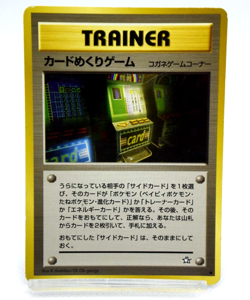 TRAINER
カードめくりゲーム コガネゲームコーナー
card
うらになっている相手の「サイドカード」を1枚選
び、そのカードが「ポケモン（ベイビィポケモン・
たねポケモン・進化カード）」か「トレーナーカード」
か「エネルギーカード」かを答える。その後、その
カードをおもてにして、正解なら、あなたは山札
からカードを2枚引いて、手札に加える。
おもてにした「サイドカード」は、そのままにして
おく。